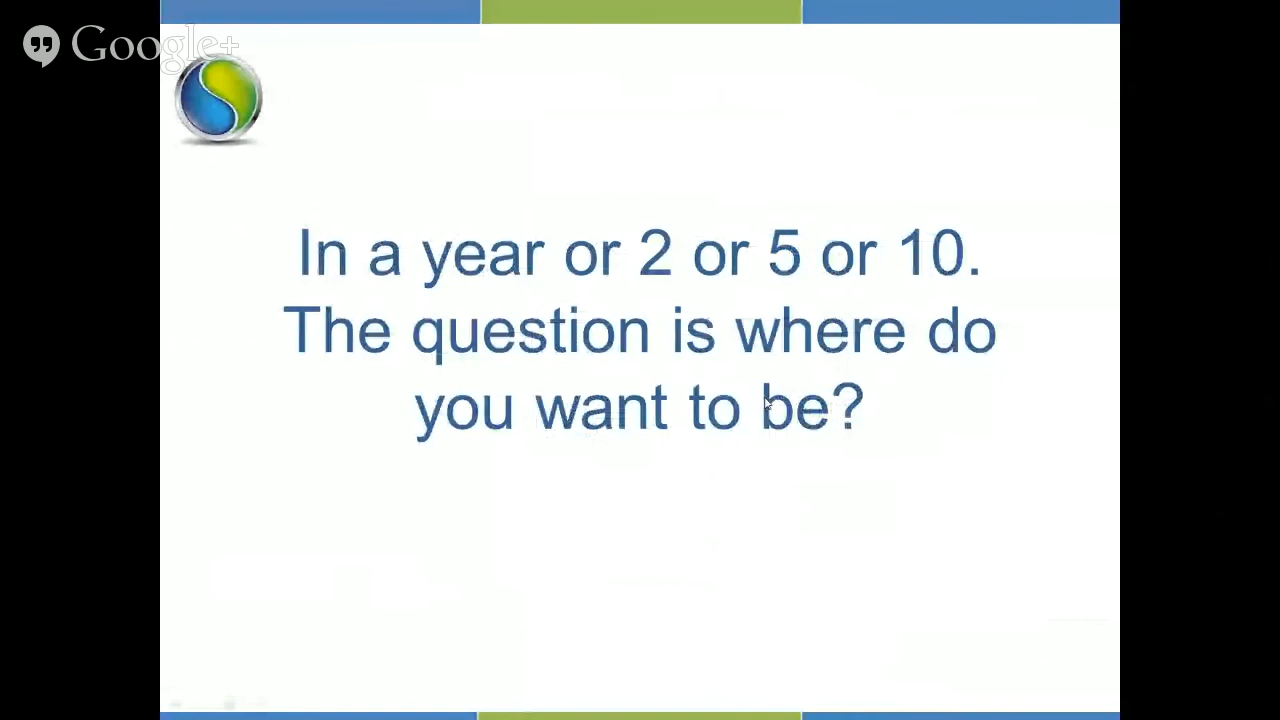 Google+
In a year or 2 or 5 or 10.
The question is where do
you want to be?